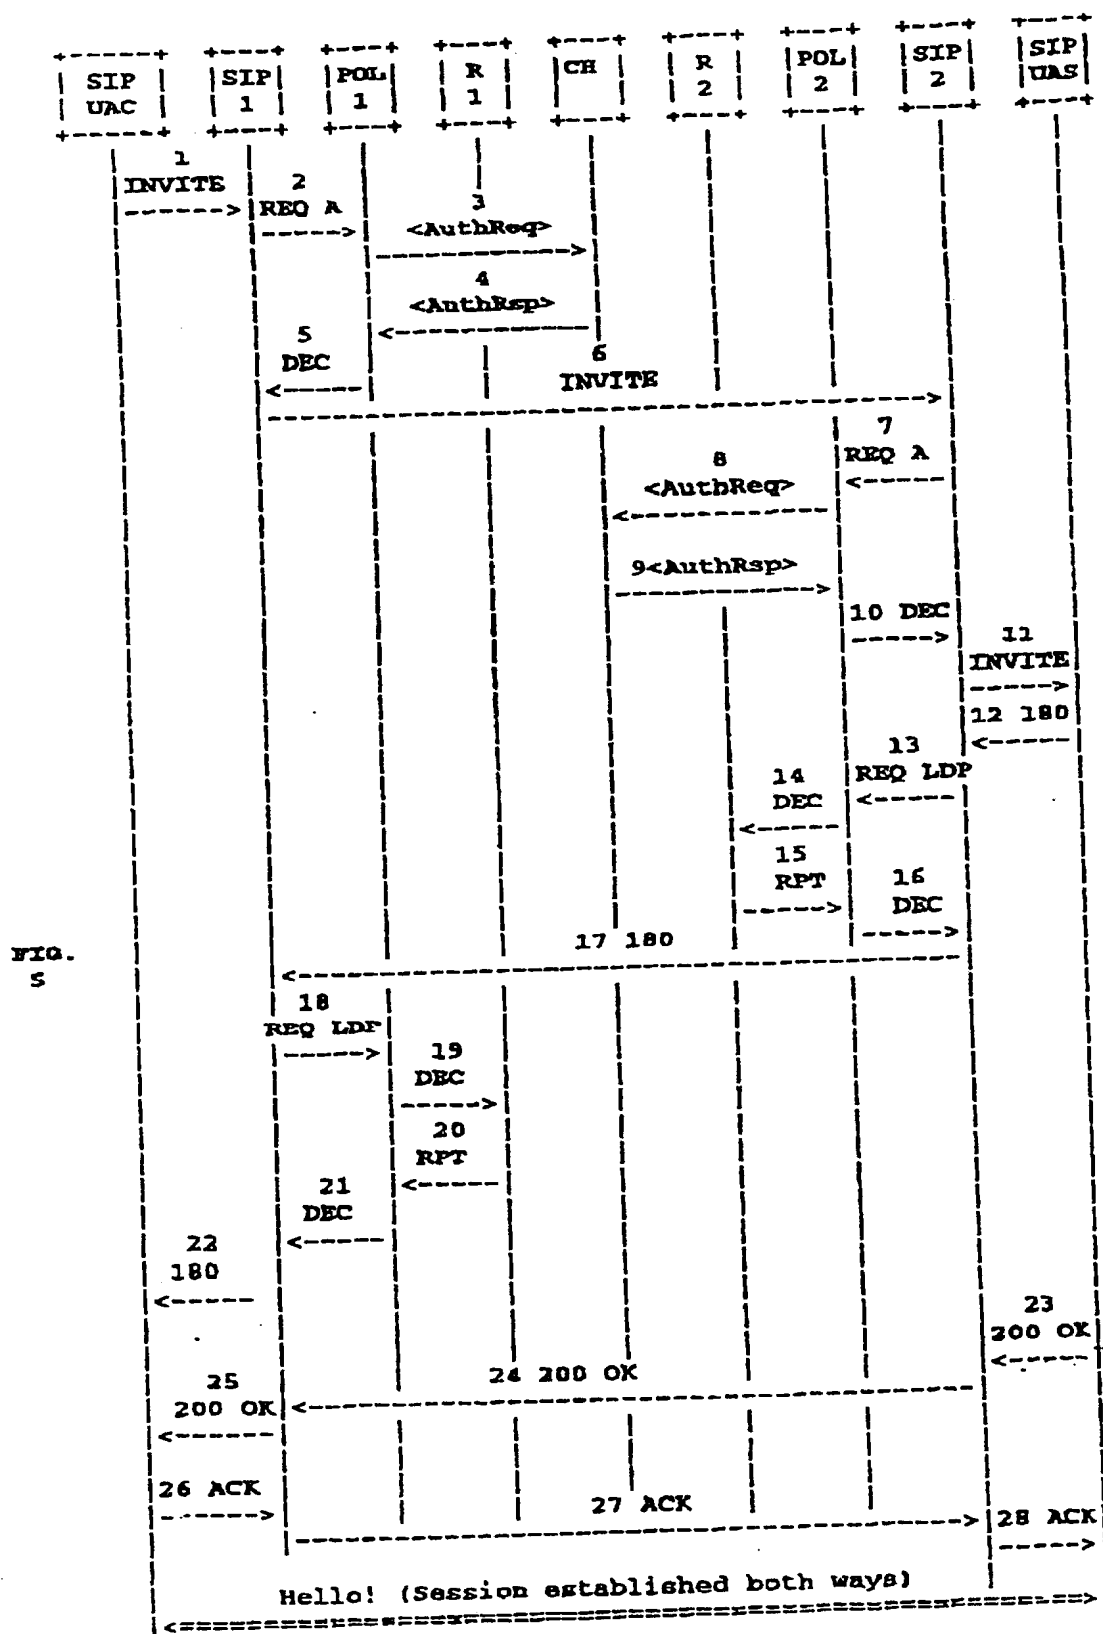 SIP UAC
SIP 1
POL 1
R 1
CH
R 2
POL 2
SIP 2
SIP UAS
1
INVITE
2
REQ A
3
<AuthReq>
4
<AuthRsp>
5
DEC
6
INVITE
7
REQ A
8
<AuthReq>
9<AuthRsp>
10 DEC
11
INVITE
12 180
13
REQ LDP
14
DEC
15
RPT
16
DEC
17 180
FIG.
5
18
REQ LDP
19
DEC
20
RPT
21
DEC
22
180
23
200 OK
24 200 OK
25
200 OK
26 ACK
27 ACK
28 ACK
Hello! (Session established both ways)